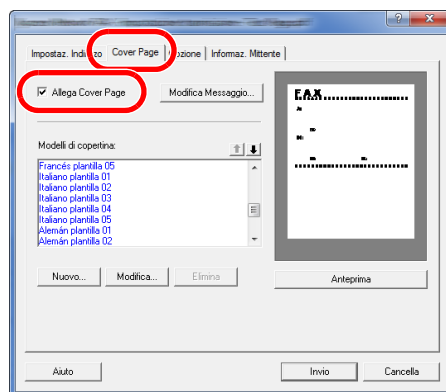 Impostaz. Indirizzo Cover Page Opzione Informaz. Mittente
Allega Cover Page Modifica Messaggio...
FAX
Modelli di copertina:
Francés plantilla 05
Italiano plantilla 01
Italiano plantilla 02
Italiano plantilla 03
Italiano plantilla 04
Italiano plantilla 05
Alemán plantilla 01
Alemán plantilla 02
Nuovo... Modifica... Elimina Anteprima
Aiuto Invio Cancella